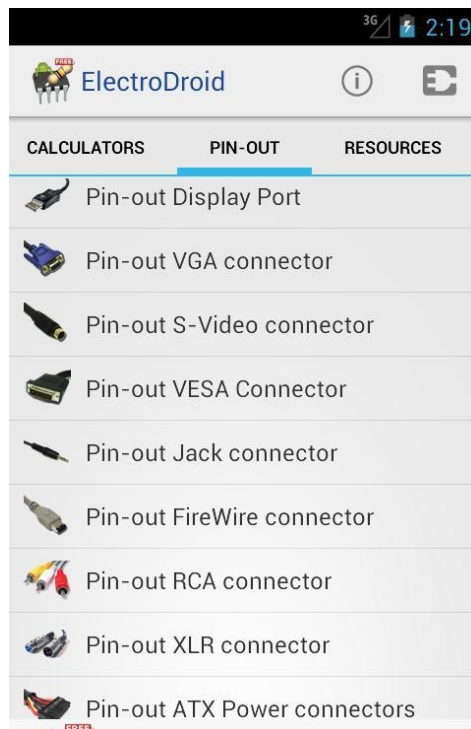 3G 2:19
FREE
ElectroDroid
CALCULATORS PIN-OUT RESOURCES
Pin-out Display Port
Pin-out VGA connector
Pin-out S-Video connector
Pin-out VESA Connector
Pin-out Jack connector
Pin-out FireWire connector
Pin-out RCA connector
Pin-out XLR connector
Pin-out ATX Power connectors
FREE